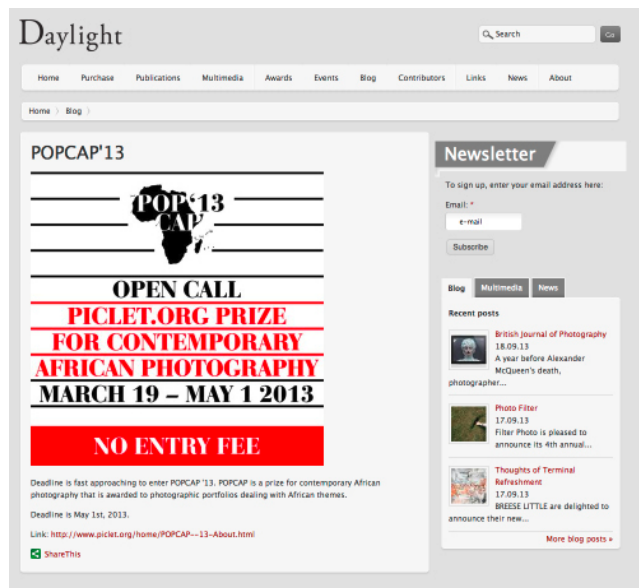 Daylight
Search
Go
Home Purchase Publications Multimedia Awards Events Blog Contributors Links News About
Home > Blog >
POPCAP'13
POP'13
CAP
OPEN CALL
PICLET.ORG PRIZE
FOR CONTEMPORARY
AFRICAN PHOTOGRAPHY
MARCH 19 – MAY 1 2013
NO ENTRY FEE
Deadline is fast approaching to enter POPCAP '13. POPCAP is a prize for contemporary African
photography that is awarded to photographic portfolios dealing with African themes.
Deadline is May 1st, 2013.
Link: http://www.piclet.org/home/POPCAP--13-About.html
ShareThis
Newsletter
To sign up, enter your email address here:
Email: *
e-mail
Subscribe
Blog Multimedia News
Recent posts
British Journal of Photography
18.09.13
A year before Alexander
McQueen's death,
photographer...
Photo Filter
17.09.13
Filter Photo is pleased to
announce its 4th annual...
Thoughts of Terminal
Refreshment
17.09.13
BREESE LITTLE are delighted to
announce their new...
More blog posts »